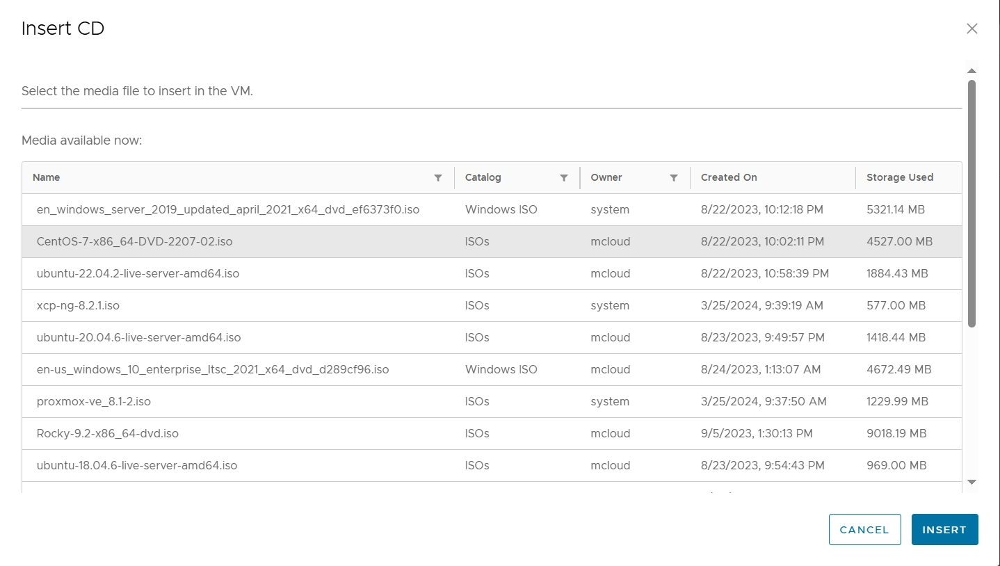 Insert CD
Select the media file to insert in the VM.
Media available now:
Name Catalog Owner Created On Storage Used
en_windows_server_2019_updated_april_2021_x64_dvd_ef6373f0.iso Windows ISO system 8/22/2023, 10:12:18 PM 5321.14 MB
CentOS-7-x86_64-DVD-2207-02.iso ISOs mcloud 8/22/2023, 10:02:11 PM 4527.00 MB
ubuntu-22.04.2-live-server-amd64.iso ISOs mcloud 8/22/2023, 10:58:39 PM 1884.43 MB
xcp-ng-8.2.1.iso ISOs system 3/25/2024, 9:39:19 AM 577.00 MB
ubuntu-20.04.6-live-server-amd64.iso ISOs mcloud 8/23/2023, 9:49:57 PM 1418.44 MB
en-us_windows_10_enterprise_ltsc_2021_x64_dvd_d289cf96.iso Windows ISO mcloud 8/24/2023, 1:13:07 AM 4672.49 MB
proxmox-ve_8.1-2.iso ISOs system 3/25/2024, 9:37:50 AM 1229.99 MB
Rocky-9.2-x86_64-dvd.iso ISOs mcloud 9/5/2023, 1:30:13 PM 9018.19 MB
ubuntu-18.04.6-live-server-amd64.iso ISOs mcloud 8/23/2023, 9:54:43 PM 969.00 MB
CANCEL INSERT